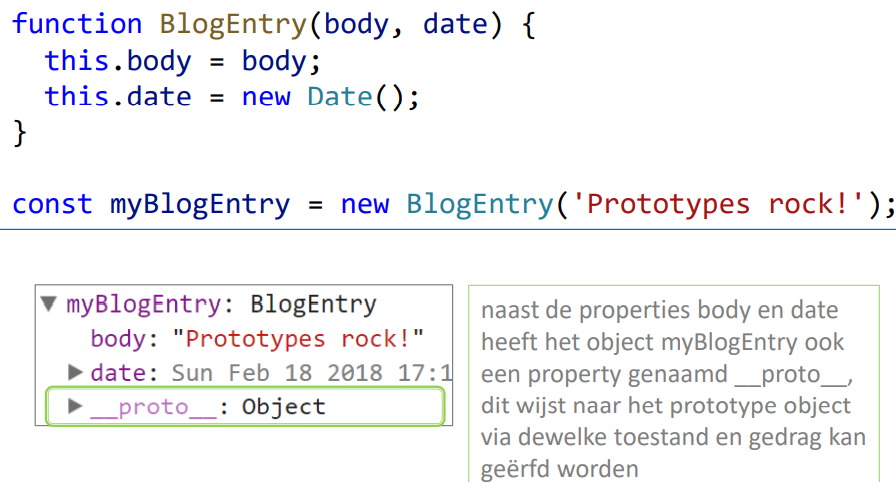 function BlogEntry(body, date) {
this.body = body;
this.date = new Date();
}
const myBlogEntry = new BlogEntry('Prototypes rock!');
▼ myBlogEntry: BlogEntry
body: "Prototypes rock!"
▶ date: Sun Feb 18 2018 17:1
▶ __proto__: Object
naast de properties body en date
heeft het object myBlogEntry ook
een property genaamd __proto__,
dit wijst naar het prototype object
via dewelke toestand en gedrag kan
geërfd worden